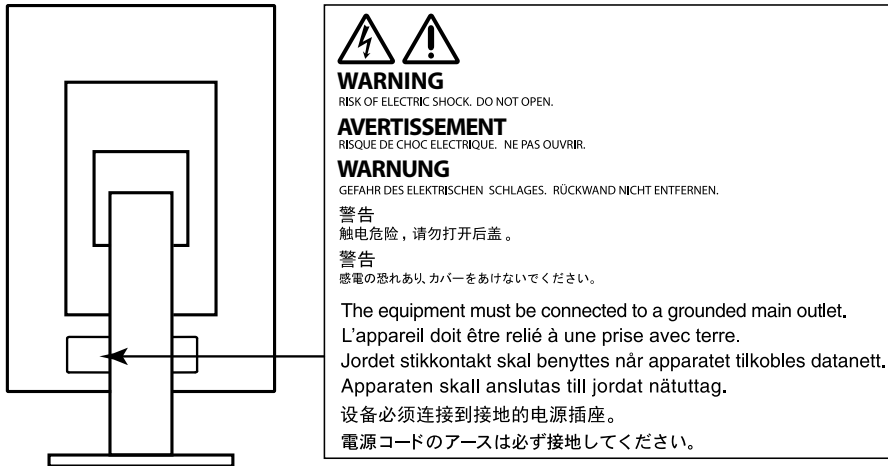 WARNING
RISK OF ELECTRIC SHOCK. DO NOT OPEN.
AVERTISSEMENT
RISQUE DE CHOC ELECTRIQUE. NE PAS OUVRIR.
WARNUNG
GEFAHR DES ELEKTRISCHEN SCHLAGES. RÜCKWAND NICHT ENTFERNEN.
警告
触电危险，请勿打开后盖。
警告
感電の恐れあり、カバーをあけないでください。
The equipment must be connected to a grounded main outlet.
L'appareil doit être relié à une prise avec terre.
Jordet stikkontakt skal benyttes når apparatet tilkobles datanett.
Apparaten skall anslutas till jordat nätuttag.
设备必须连接到接地的电源插座。
電源コードのアースは必ず接地してください。